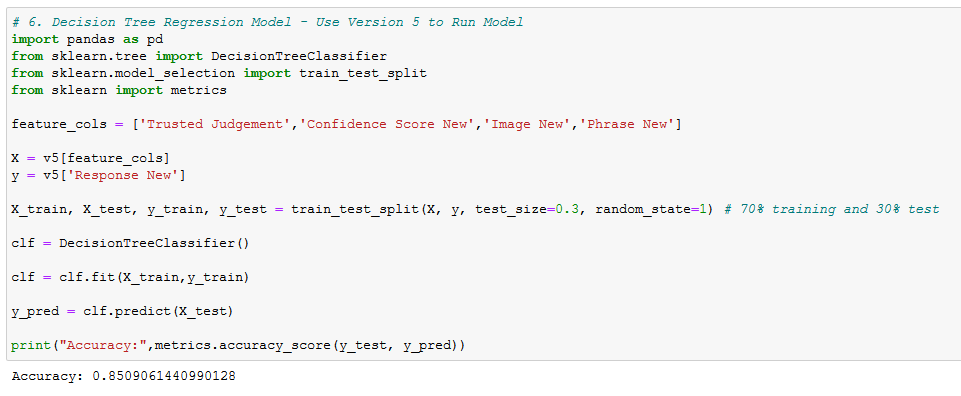 # 6. Decision Tree Regression Model - Use Version 5 to Run Model
import pandas as pd
from sklearn.tree import DecisionTreeClassifier
from sklearn.model_selection import train_test_split
from sklearn import metrics
feature_cols = ['Trusted Judgement','Confidence Score New','Image New','Phrase New']
X = v5[feature_cols]
y = v5['Response New']
X_train, X_test, y_train, y_test = train_test_split(X, y, test_size=0.3, random_state=1) # 70% training and 30% test
clf = DecisionTreeClassifier()
clf = clf.fit(X_train,y_train)
y_pred = clf.predict(X_test)
print("Accuracy:",metrics.accuracy_score(y_test, y_pred))
Accuracy: 0.8509061440990128